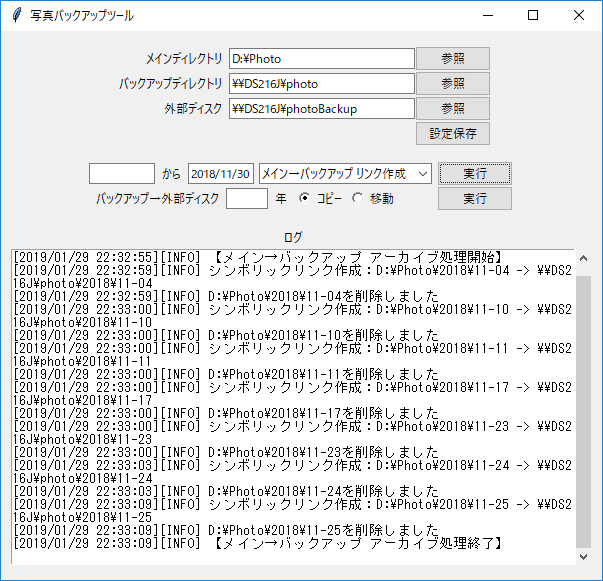 写真バックアップツール
メインディレクトリ D:¥Photo 参照
バックアップディレクトリ ¥¥DS216J¥photo 参照
外部ディスク ¥¥DS216J¥photoBackup 参照
設定保存
から 2018/11/30 メイン→バックアップ リンク作成 実行
バックアップ→外部ディスク 年 コピー 移動 実行
ログ
[2019/01/29 22:32:55][INFO] 【メイン→バックアップ アーカイブ処理開始】
[2019/01/29 22:32:59][INFO] シンボリックリンク作成：D:¥Photo¥2018¥11-04 -> ¥¥DS2
16J¥photo¥2018¥11-04
[2019/01/29 22:32:59][INFO] D:¥Photo¥2018¥11-04を削除しました
[2019/01/29 22:33:00][INFO] シンボリックリンク作成：D:¥Photo¥2018¥11-10 -> ¥¥DS2
16J¥photo¥2018¥11-10
[2019/01/29 22:33:00][INFO] D:¥Photo¥2018¥11-10を削除しました
[2019/01/29 22:33:00][INFO] シンボリックリンク作成：D:¥Photo¥2018¥11-11 -> ¥¥DS2
16J¥photo¥2018¥11-11
[2019/01/29 22:33:00][INFO] D:¥Photo¥2018¥11-11を削除しました
[2019/01/29 22:33:00][INFO] シンボリックリンク作成：D:¥Photo¥2018¥11-17 -> ¥¥DS2
16J¥photo¥2018¥11-17
[2019/01/29 22:33:00][INFO] D:¥Photo¥2018¥11-17を削除しました
[2019/01/29 22:33:00][INFO] シンボリックリンク作成：D:¥Photo¥2018¥11-23 -> ¥¥DS2
16J¥photo¥2018¥11-23
[2019/01/29 22:33:00][INFO] D:¥Photo¥2018¥11-23を削除しました
[2019/01/29 22:33:03][INFO] シンボリックリンク作成：D:¥Photo¥2018¥11-24 -> ¥¥DS2
16J¥photo¥2018¥11-24
[2019/01/29 22:33:03][INFO] D:¥Photo¥2018¥11-24を削除しました
[2019/01/29 22:33:09][INFO] シンボリックリンク作成：D:¥Photo¥2018¥11-25 -> ¥¥DS2
16J¥photo¥2018¥11-25
[2019/01/29 22:33:09][INFO] D:¥Photo¥2018¥11-25を削除しました
[2019/01/29 22:33:09][INFO] 【メイン→バックアップ アーカイブ処理終了】